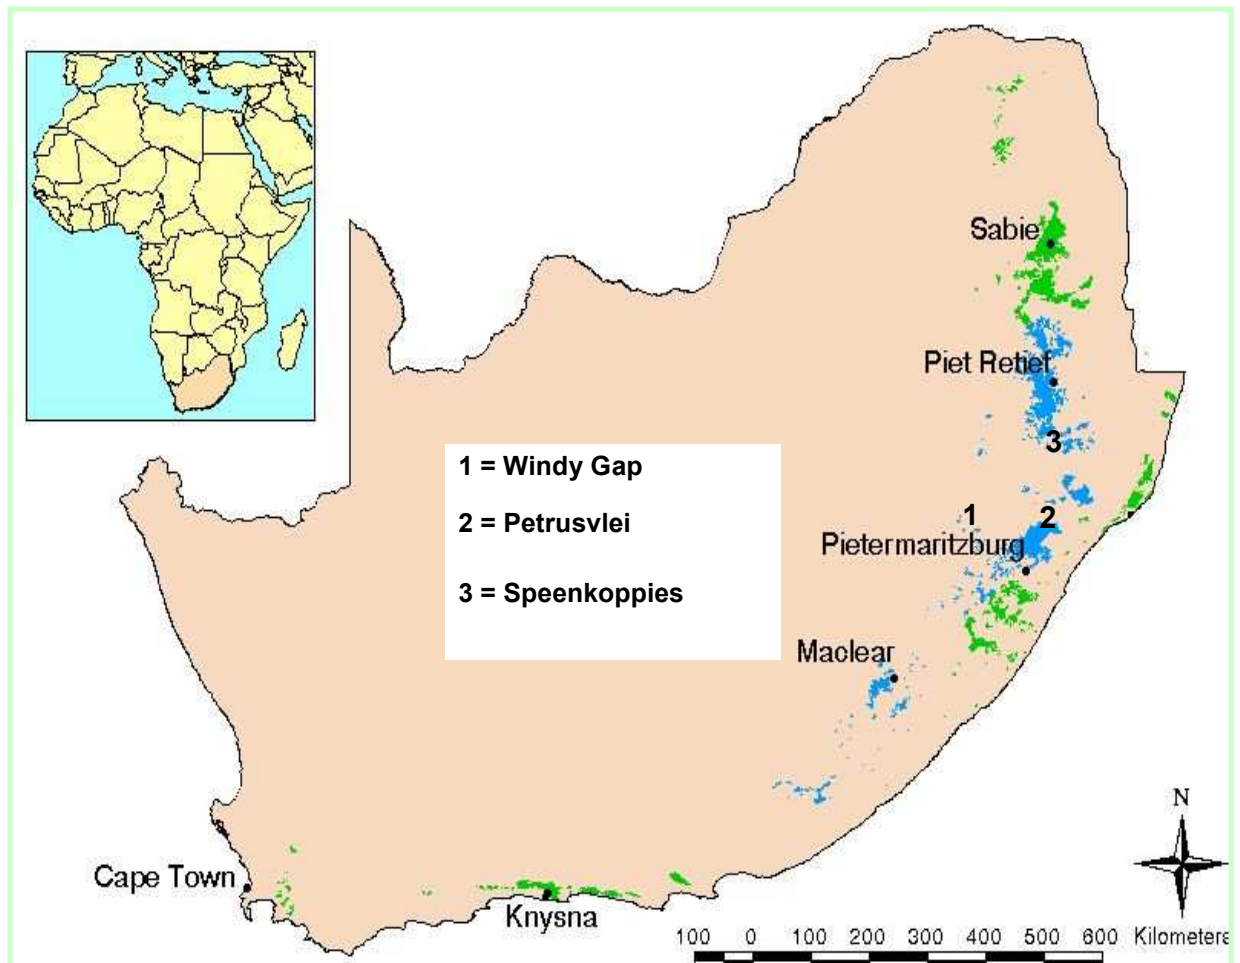 Sabie
Piet Retief
3
1 = Windy Gap
2 = Petrusvlei
3 = Speenkoppies
1
2
Pietermaritzburg
Maclear
N
Cape Town
Knysna
100 0 100 200 300 400 500 600 Kilometers